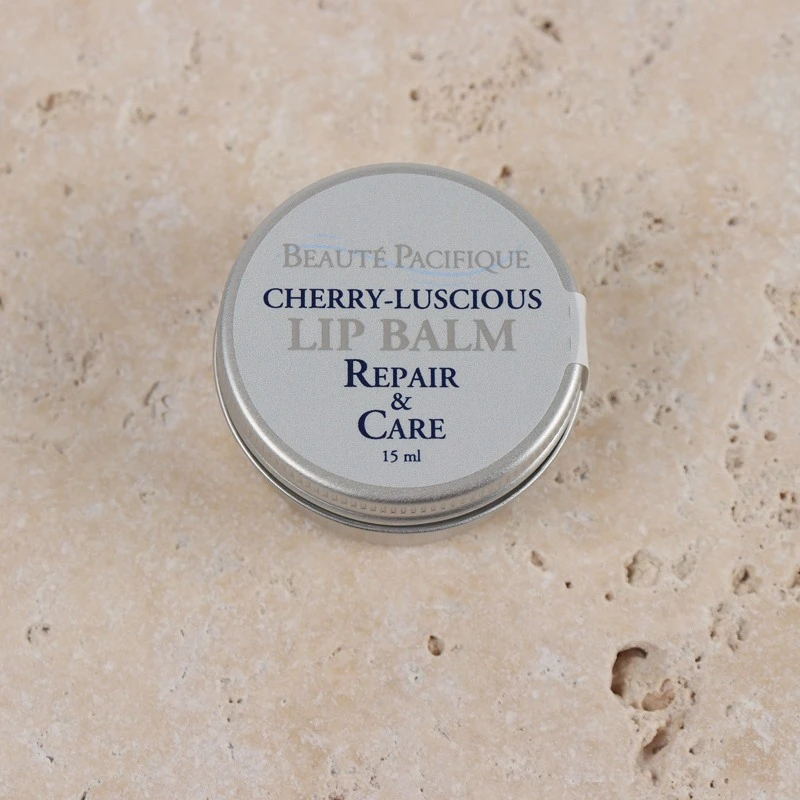 BEAUTÉ PACIFIQUE
CHERRY-LUSCIOUS
LIP BALM
REPAIR
&
CARE
15 ml